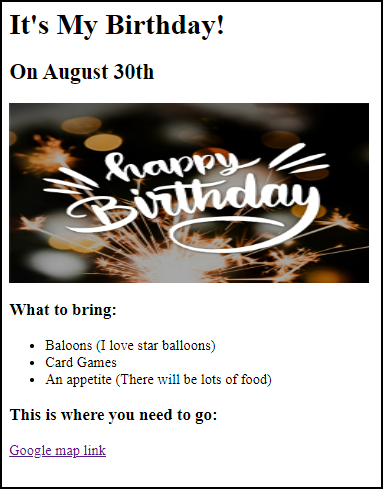 It's My Birthday!
On August 30th
happy
Birthday
What to bring:
Baloons (I love star balloons)
Card Games
An appetite (There will be lots of food)
This is where you need to go:
Google map link